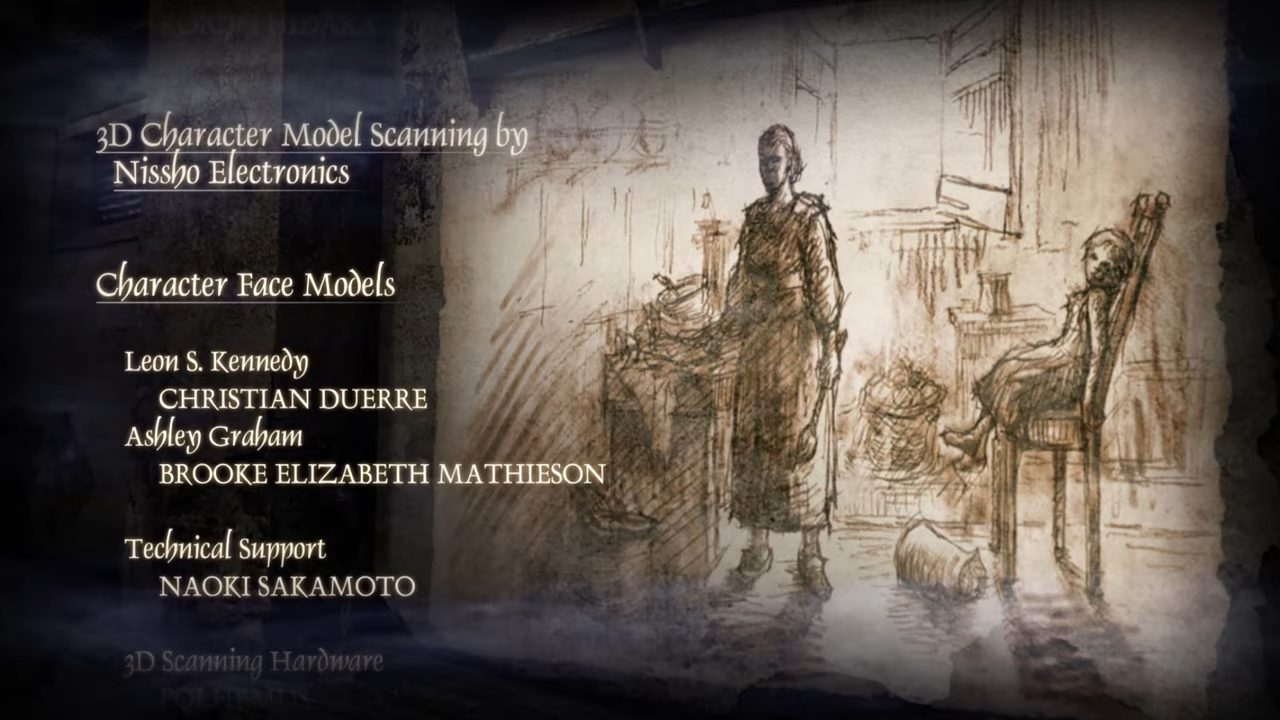 3D Character Model Scanning by
Nissho Electronics
Character Face Models
Leon S. Kennedy
CHRISTIAN DUERRE
Ashley Graham
BROOKE ELIZABETH MATHIESON
Technical Support
NAOKI SAKAMOTO
3D Scanning Hardware